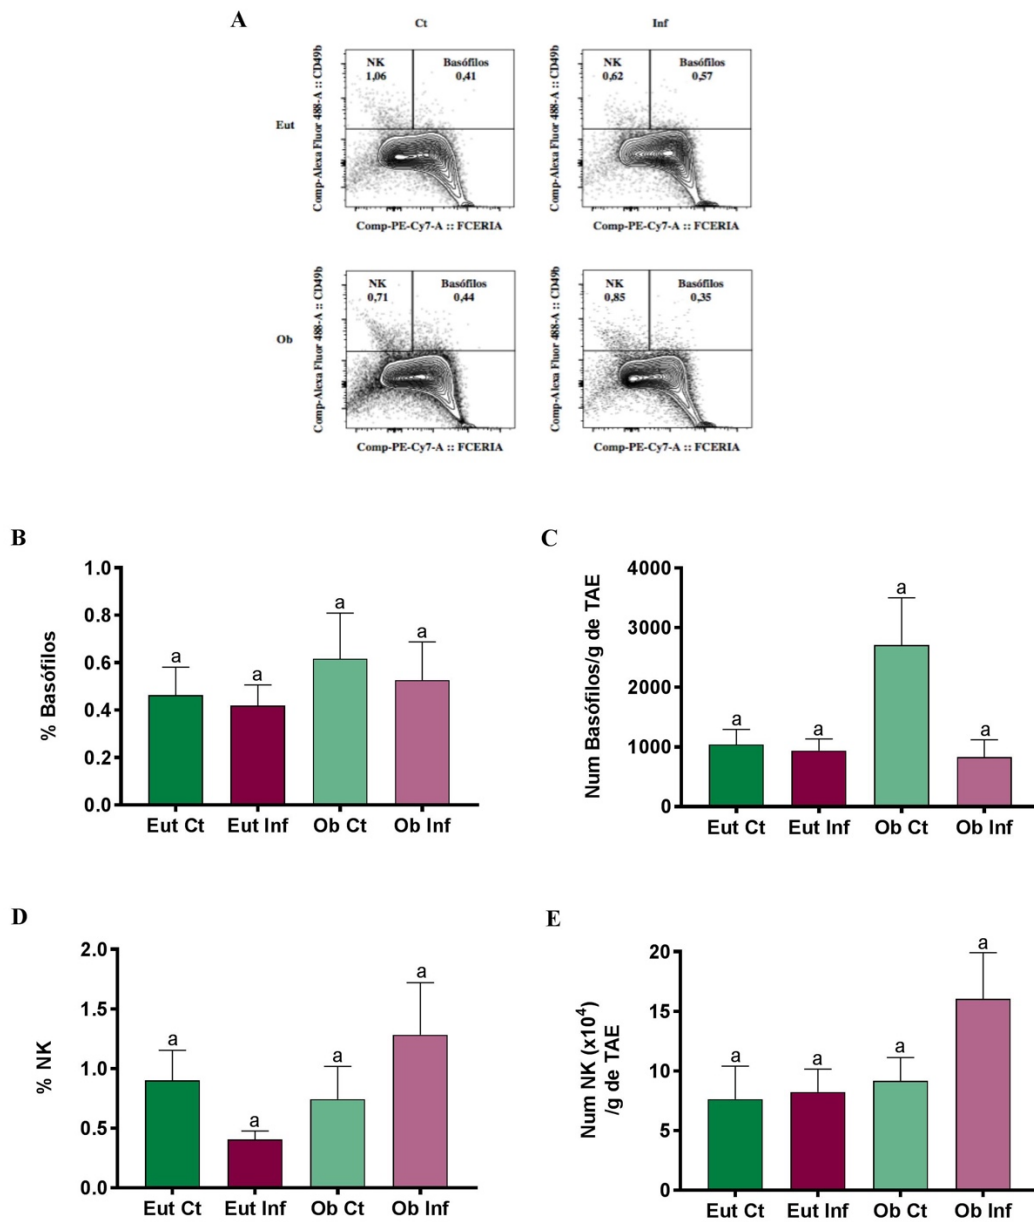 A
Ct
Inf
Eut
Comp-Alexa Fluor 488-A :: CD49b
NK
1,06
Basófilos
0,41
Comp-PE-Cy7-A :: FCERIA
Comp-Alexa Fluor 488-A :: CD49b
NK
0,62
Basófilos
0,57
Comp-PE-Cy7-A :: FCERIA
Ob
Comp-Alexa Fluor 488-A :: CD49b
NK
0,71
Basófilos
0,44
Comp-PE-Cy7-A :: FCERIA
Comp-Alexa Fluor 488-A :: CD49b
NK
0,85
Basófilos
0,35
Comp-PE-Cy7-A :: FCERIA
B
% Basófilos
1.0
0.8
0.6
0.4
0.2
0.0
a
a
a
a
Eut Ct Eut Inf Ob Ct Ob Inf
C
Num Basófilos/g de TAE
4000
3000
2000
1000
0
a
a
a
a
Eut Ct Eut Inf Ob Ct Ob Inf
D
% NK
2.0
1.5
1.0
0.5
0.0
a
a
a
a
Eut Ct Eut Inf Ob Ct Ob Inf
E
Num NK (x10⁴)
/g de TAE
20
15
10
5
0
a
a
a
a
Eut Ct Eut Inf Ob Ct Ob Inf